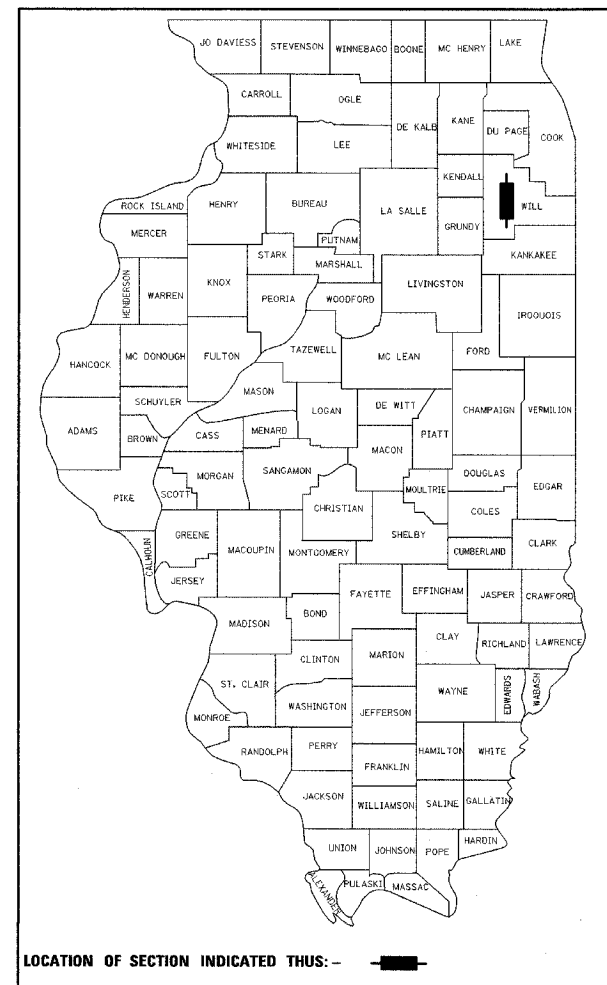 JO DAVIESS STEVENSON WINNEBAGO BOONE MC HENRY LAKE
CARROLL OGLE
DE KALB KANE DU PAGE COOK
WHITESIDE LEE
KENDALL
ROCK ISLAND HENRY BUREAU LA SALLE WILL
MERCER PUTNAM GRUNDY
STARK MARSHALL KANKAKEE
HENDERSON WARREN KNOX PEORIA WOODFORD LIVINGSTON IROQUOIS
HANCOCK MC DONOUGH FULTON TAZEWELL MC LEAN FORD
MASON
SCHUYLER LOGAN DE WITT CHAMPAIGN VERMILION
ADAMS BROWN CASS MENARD MACON PIATT
PIKE SCOTT MORGAN SANGAMON MOULTRIE DOUGLAS EDGAR
CHRISTIAN COLES
CALHOUN GREENE MACOUPIN MONTGOMERY SHELBY CUMBERLAND CLARK
JERSEY
MADISON BOND FAYETTE EFFINGHAM JASPER CRAWFORD
CLAY RICHLAND LAWRENCE
ST. CLAIR CLINTON MARION
WASHINGTON JEFFERSON WAYNE EDWARDS WABASH
MONROE
RANDOLPH PERRY HAMILTON WHITE
FRANKLIN
JACKSON WILLIAMSON SALINE GALLATIN
UNION JOHNSON POPE HARDIN
ALEXANDER PULASKI MASSAC
LOCATION OF SECTION INDICATED THUS: -